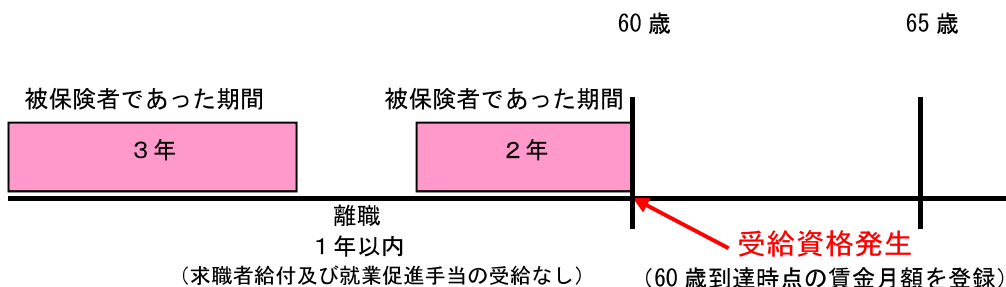 60 歳
65 歳
被保険者であった期間
被保険者であった期間
３年
２年
離職
１年以内
（求職者給付及び就業促進手当の受給なし）
受給資格発生
（60 歳到達時点の賃金月額を登録）